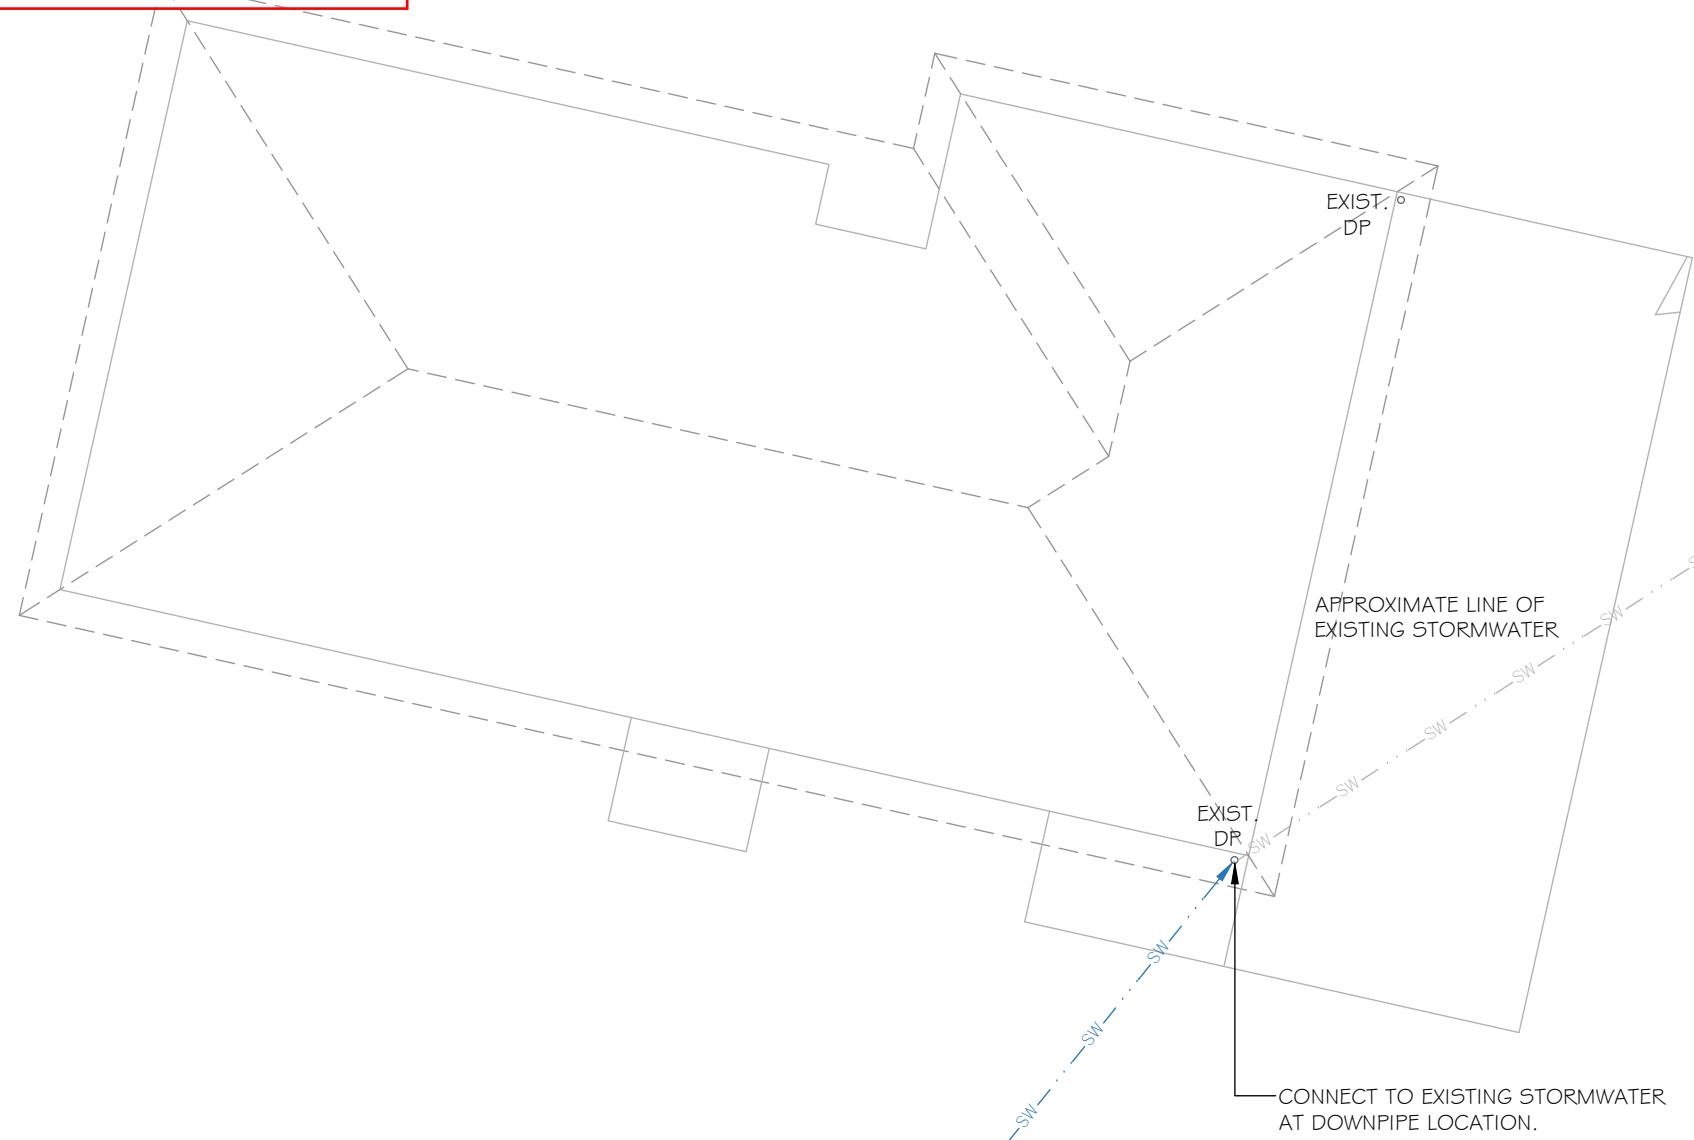 EXIST.
DP
APPROXIMATE LINE OF
EXISTING STORMWATER
SW
SW
SW
SW
SW
EXIST.
DP
SW
SW
SW
CONNECT TO EXISTING STORMWATER
AT DOWNPIPE LOCATION.